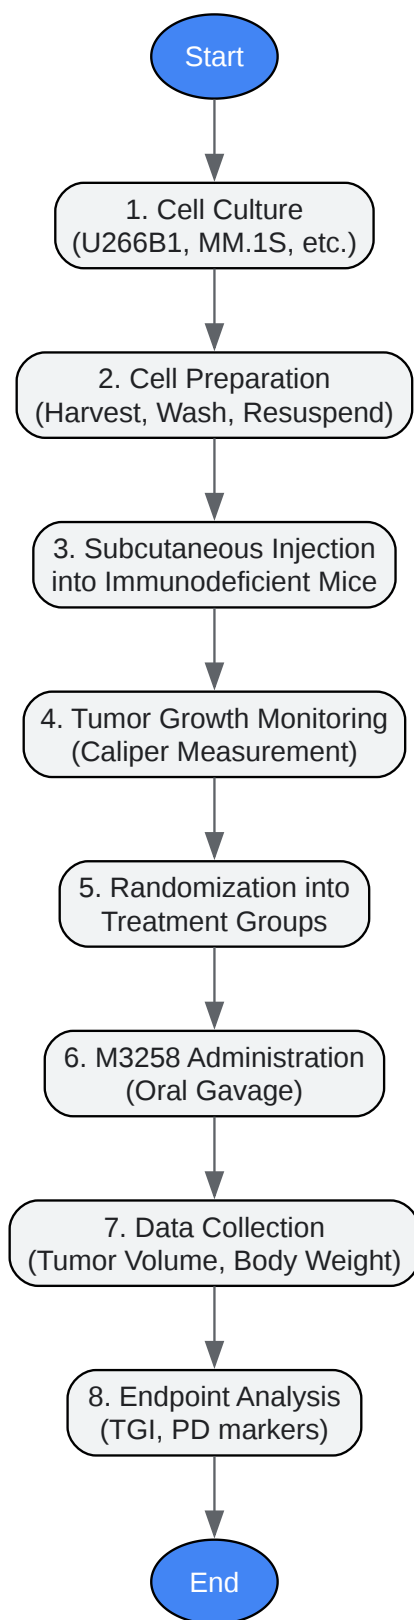 Start
1. Cell Culture
(U266B1, MM.1S, etc.)
2. Cell Preparation
(Harvest, Wash, Resuspend)
3. Subcutaneous Injection
into Immunodeficient Mice
4. Tumor Growth Monitoring
(Caliper Measurement)
5. Randomization into
Treatment Groups
6. M3258 Administration
(Oral Gavage)
7. Data Collection
(Tumor Volume, Body Weight)
8. Endpoint Analysis
(TGI, PD markers)
End